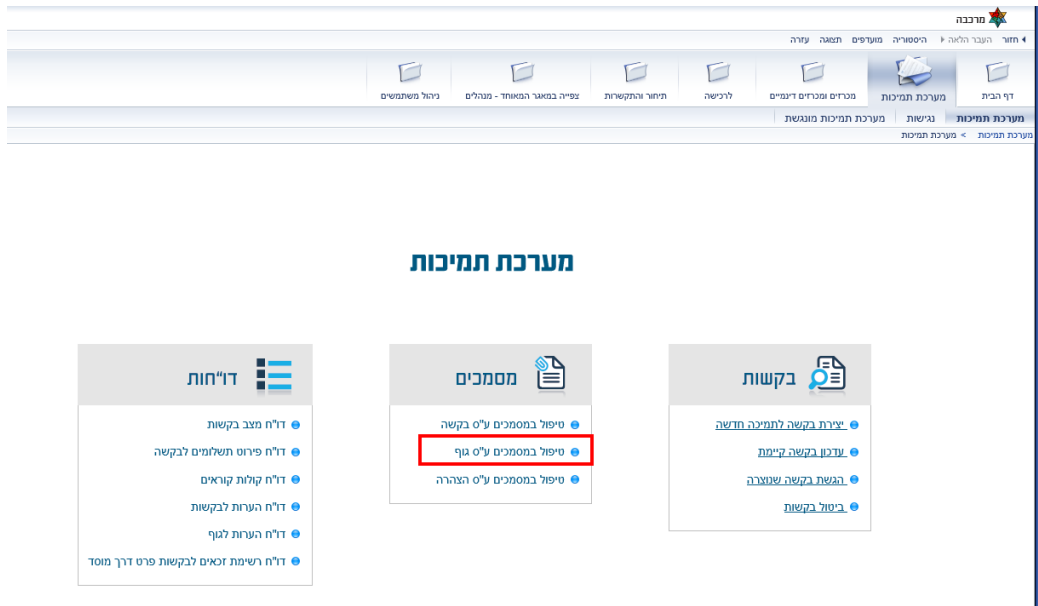 מרכבה
חזור העבר הלאה היסטוריה מועדפים תצוגה עזרה
דף הבית
מערכת תמיכות
מכרזים ומכרזים דינמיים
לרכישה
תיחור והתקשרות
צפייה במאגר המאוחד - מנהלים
ניהול משתמשים
מערכת תמיכות נגישות מערכת תמיכות מונגשת
מערכת תמיכות > מערכת תמיכות
מערכת תמיכות
בקשות
יצירת בקשה לתמיכה חדשה
עדכון בקשה קיימת
הגשת בקשה שנוצרה
ביטול בקשות
מסמכים
טיפול במסמכים ע"ס בקשה
טיפול במסמכים ע"ס גוף
טיפול במסמכים ע"ס הצהרה
דו"חות
דו"ח מצב בקשות
דו"ח פירוט תשלומים לבקשה
דו"ח קולות קוראים
דו"ח הערות לבקשות
דו"ח הערות לגוף
דו"ח רשימת זכאים לבקשות פרט דרך מוסד